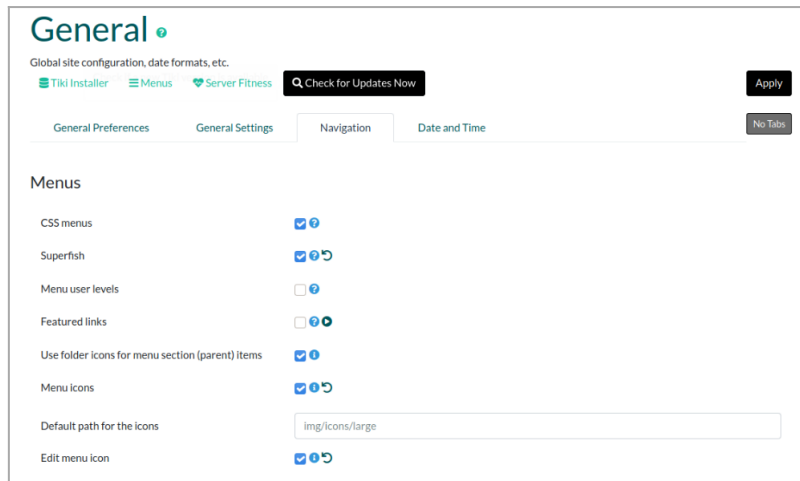 General
Global site configuration, date formats, etc.
Tiki Installer Menus Server Fitness Check for Updates Now Apply
General Preferences General Settings Navigation Date and Time No Tabs
Menus
CSS menus
Superfish
Menu user levels
Featured links
Use folder icons for menu section (parent) items
Menu icons
Default path for the icons img/icons/large
Edit menu icon